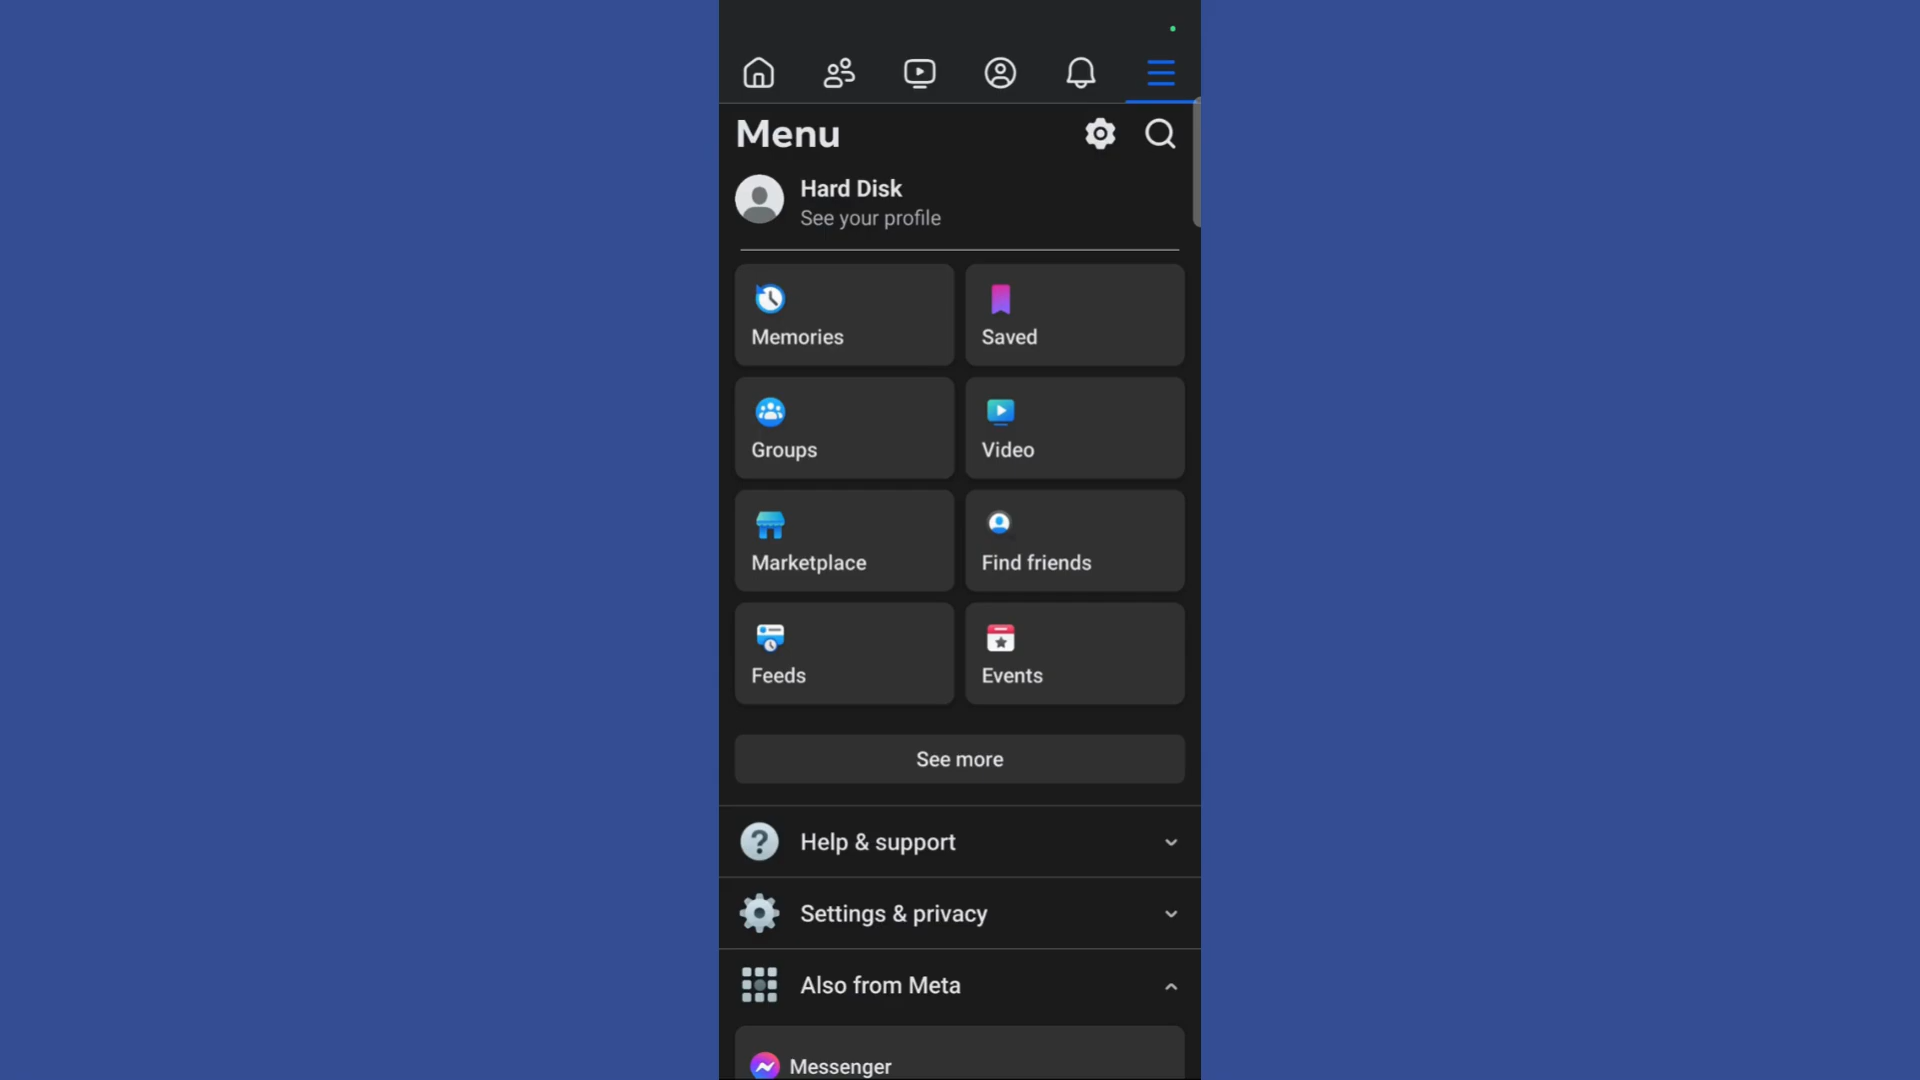 Menu
Hard Disk
See your profile
Memories
Saved
Groups
Video
Marketplace
Find friends
Feeds
Events
See more
Help & support
Settings & privacy
Also from Meta
Messenger